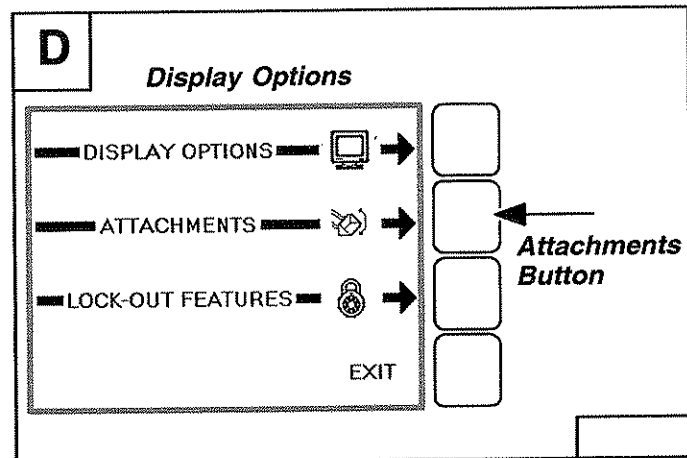 D
Display Options
DISPLAY OPTIONS
ATTACHMENTS
Attachments
Button
LOCK-OUT FEATURES
EXIT